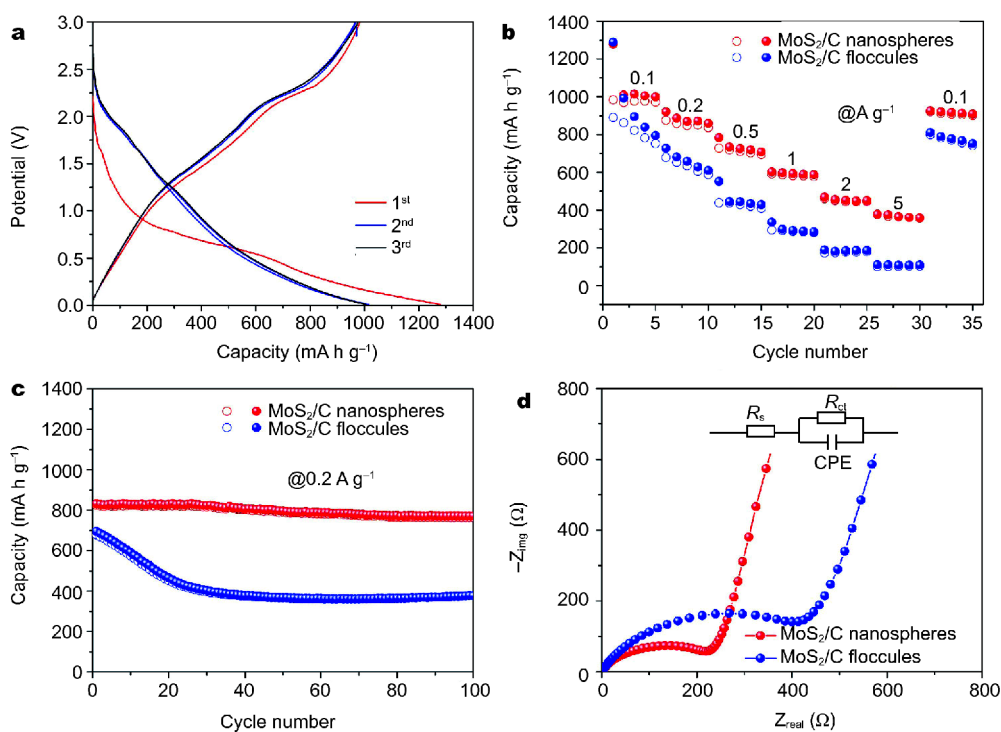 a
3.0
2.5
2.0
1.5
1.0
0.5
0.0
Potential (V)
1st
2nd
3rd
0 200 400 600 800 1000 1200 1400
Capacity (mA h g⁻¹)
b
1400
1200
1000
800
600
400
200
0
Capacity (mA h g⁻¹)
MoS₂/C nanospheres
MoS₂/C floccules
0.1
0.2
0.5
1
2
5
0.1
@A g⁻¹
0 5 10 15 20 25 30 35
Cycle number
c
1400
1200
1000
800
600
400
200
0
Capacity (mA h g⁻¹)
MoS₂/C nanospheres
MoS₂/C floccules
@0.2 A g⁻¹
0 20 40 60 80 100
Cycle number
d
800
600
400
200
0
−Zimg (Ω)
Rs
Rct
CPE
MoS₂/C nanospheres
MoS₂/C floccules
0 200 400 600 800
Zreal (Ω)